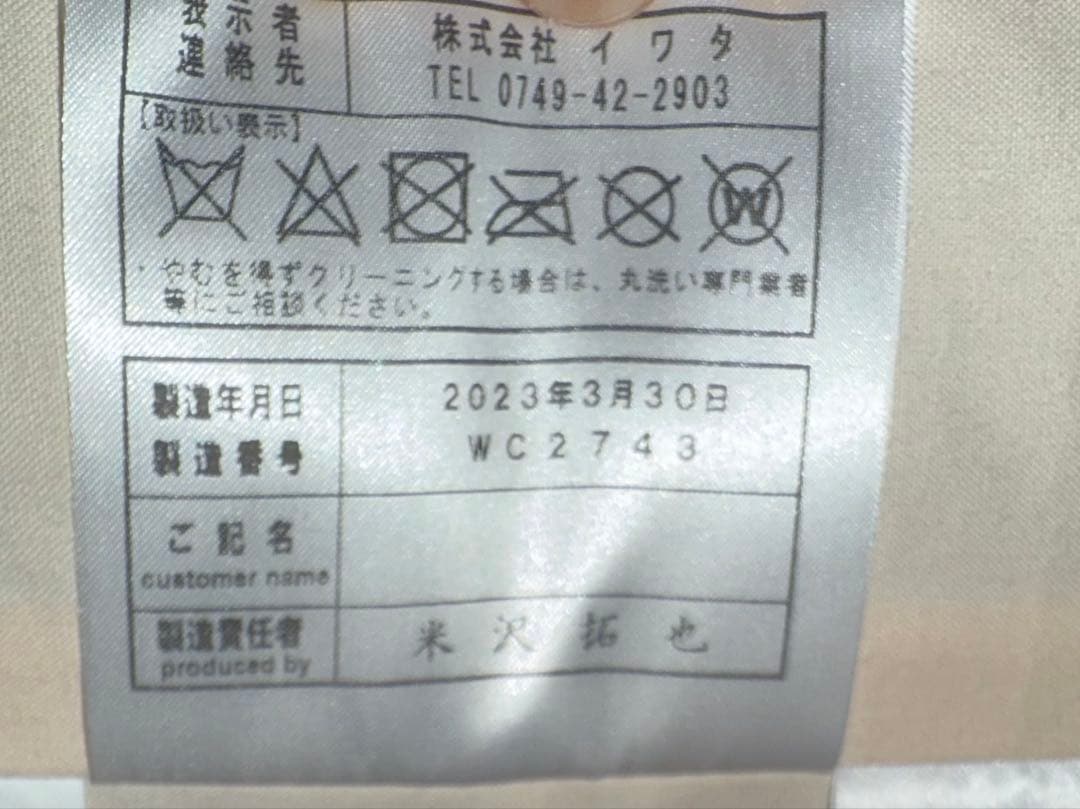 表示者 株式会社 イワタ
連絡先 TEL 0749-42-2903
【取扱い表示】
W
・やむを得ずクリーニングする場合は、丸洗い専門業者
等にご相談ください。
製造年月日 2023年3月30日
製造番号 WC2743
ご記名
customer name
製造責任者 米沢 拓也
produced by